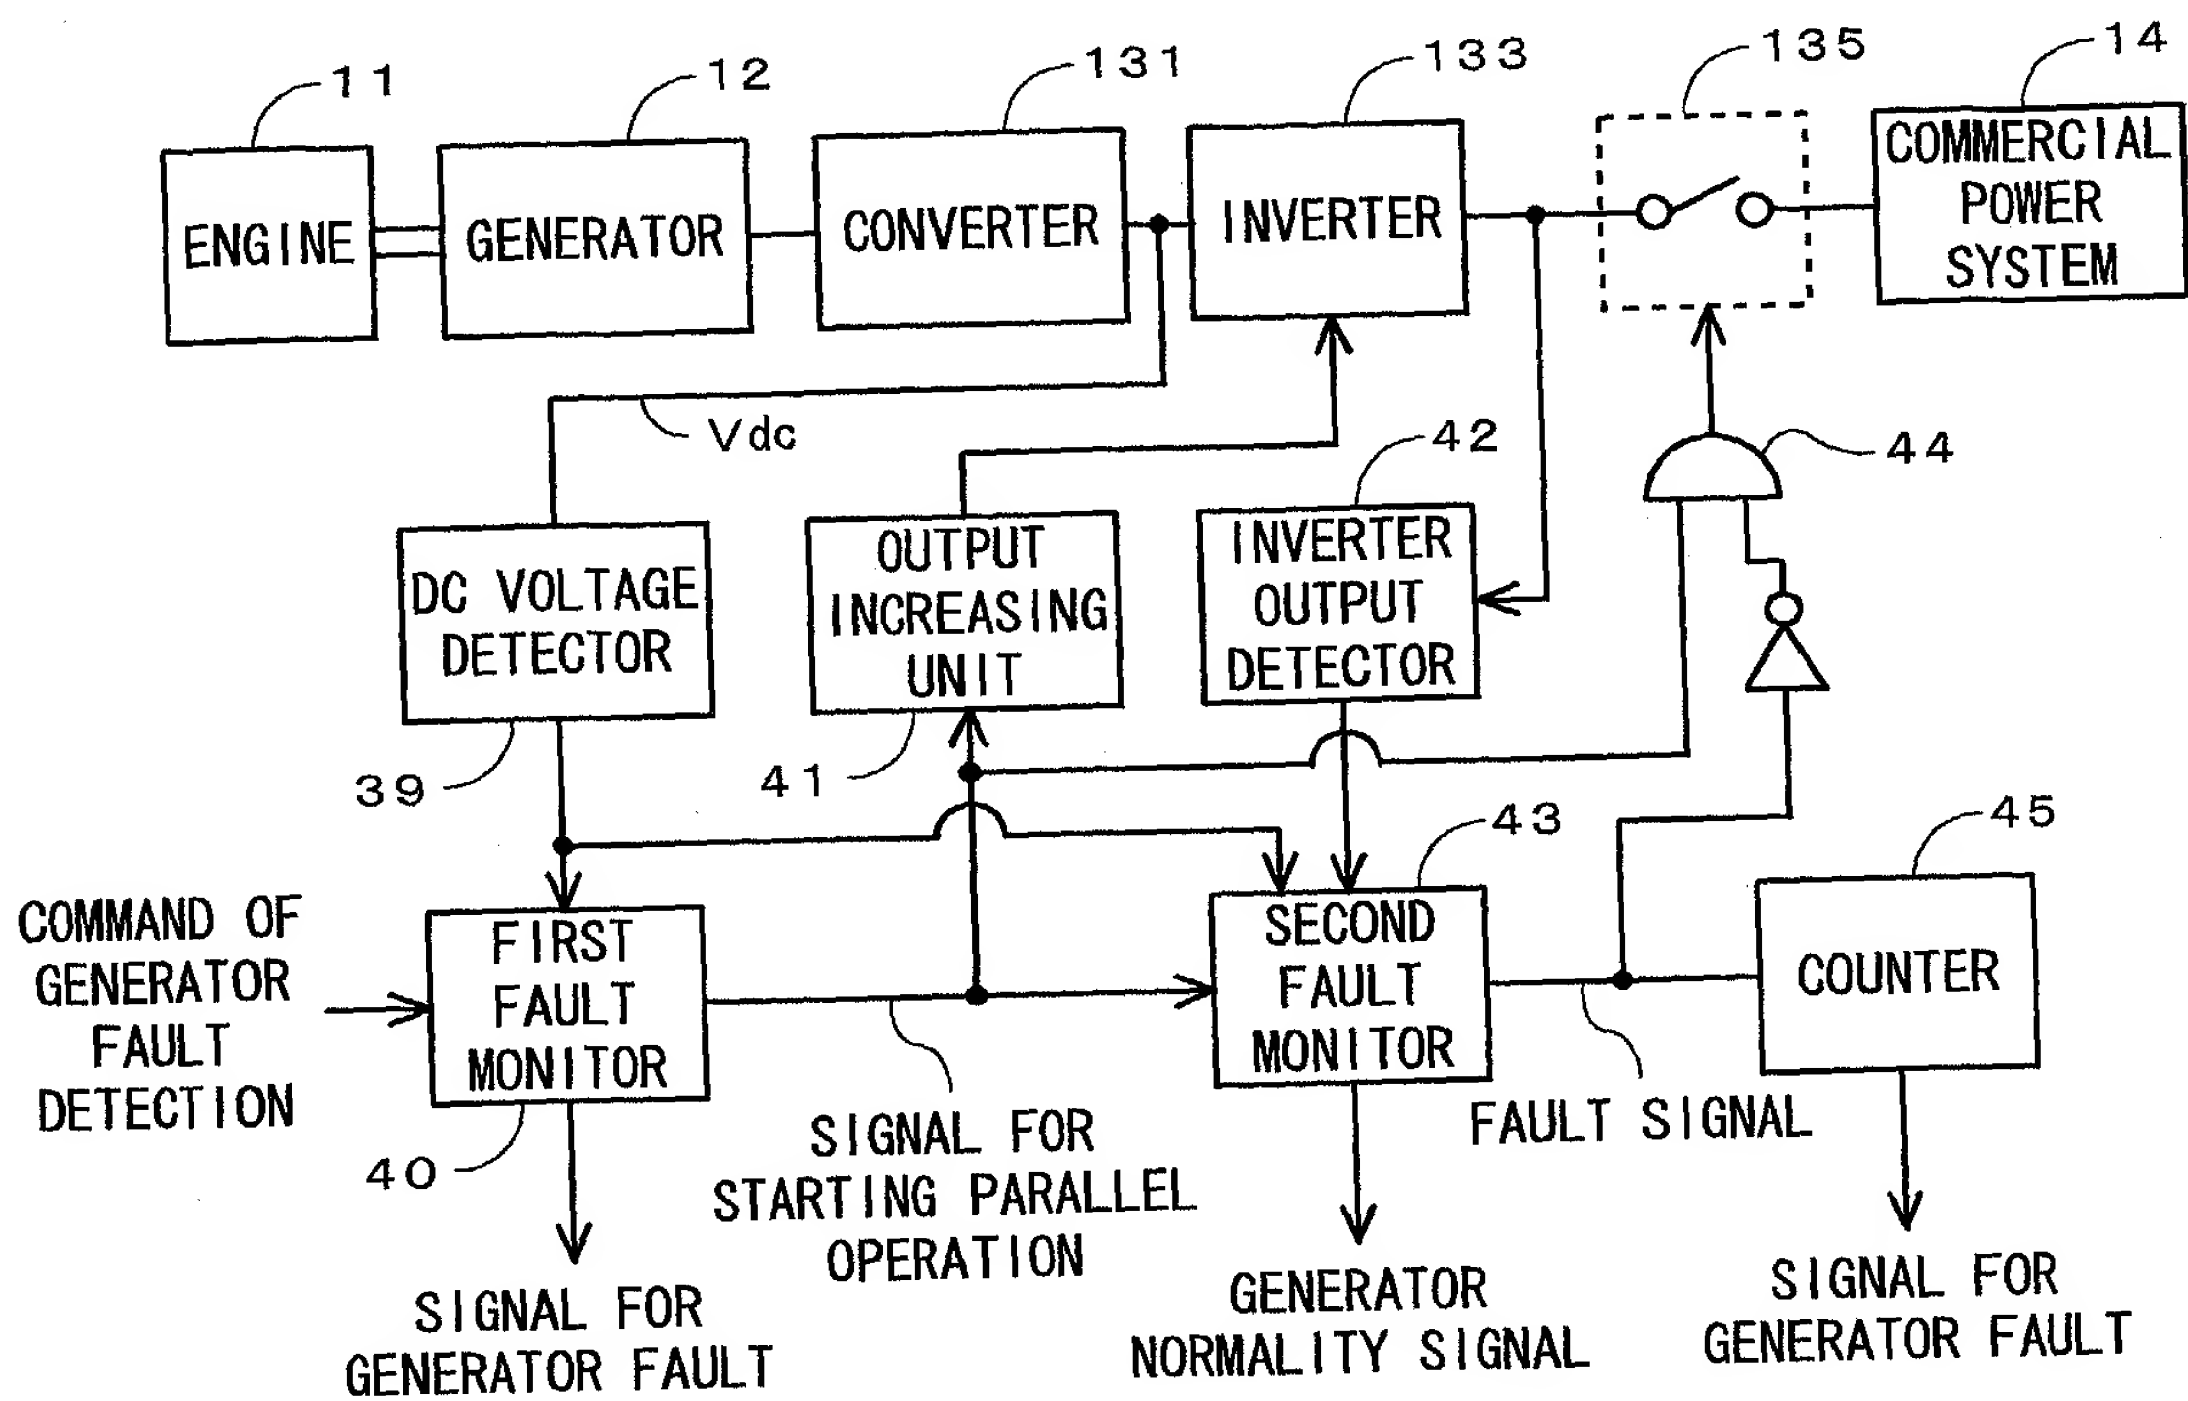 11
12
131
133
135
14
ENGINE
GENERATOR
CONVERTER
INVERTER
COMMERCIAL
POWER
SYSTEM
Vdc
42
44
DC VOLTAGE
DETECTOR
OUTPUT
INCREASING
UNIT
INVERTER
OUTPUT
DETECTOR
39
41
43
45
COMMAND OF
GENERATOR
FAULT
DETECTION
FIRST
FAULT
MONITOR
SECOND
FAULT
MONITOR
COUNTER
40
SIGNAL FOR
STARTING PARALLEL
OPERATION
FAULT SIGNAL
SIGNAL FOR
GENERATOR FAULT
GENERATOR
NORMALITY SIGNAL
SIGNAL FOR
GENERATOR FAULT